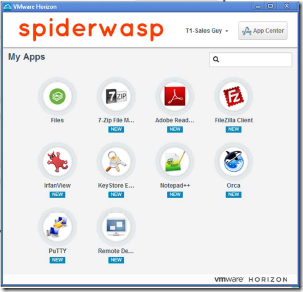 VMware Horizon
spiderwasp
T1-Sales Guy
App Center
My Apps
7ZIP
Files
7-Zip File M...
Adobe Read...
FileZilla Client
NEW
NEW
NEW
IrfanView
KeyStore E...
Notepad++
Orca
NEW
NEW
NEW
NEW
PuTTY
Remote De...
NEW
NEW
vmware HORIZON